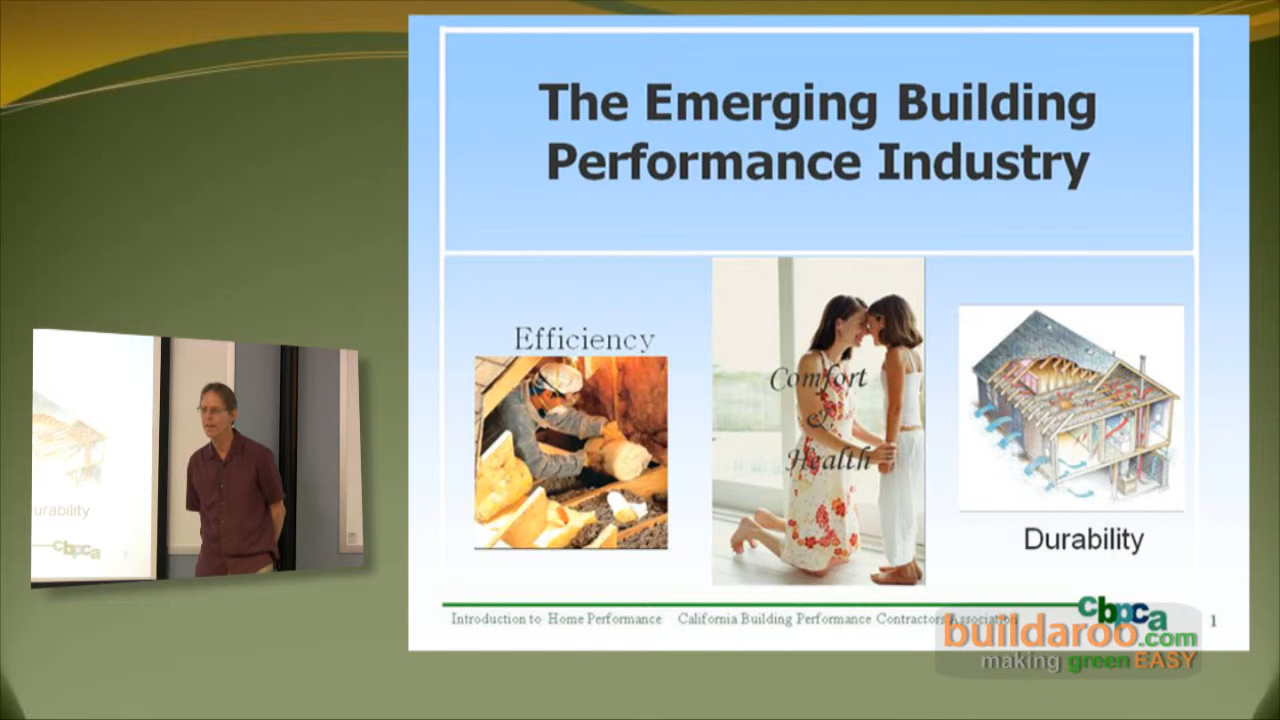 The Emerging Building
Performance Industry
Efficiency
Comfort
&
Health
Durability
urability
cbpca
Introduction to Home Performance California Building Performance Contractors Association
cbpca
1
buildaroo.com
making green EASY